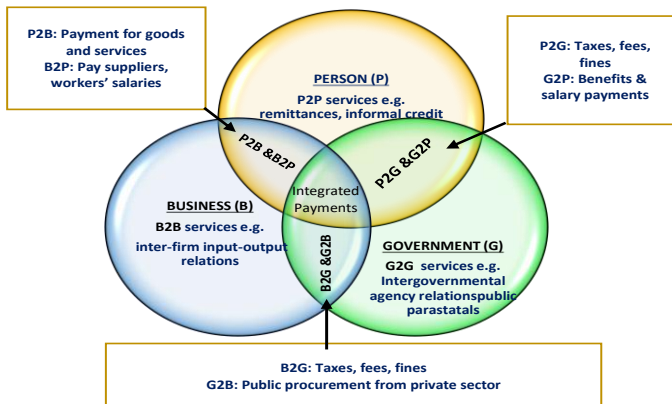 P2B: Payment for goods
and services
B2P: Pay suppliers,
workers' salaries
P2G: Taxes, fees,
fines
G2P: Benefits &
salary payments
PERSON (P)
P2P services e.g.
remittances, informal credit
P2B &B2P
P2G &G2P
Integrated
Payments
BUSINESS (B)
B2B services e.g.
inter-firm input-output
relations
B2G &G2B
GOVERNMENT (G)
G2G services e.g.
Intergovernmental
agency relationspublic
parastatals
B2G: Taxes, fees, fines
G2B: Public procurement from private sector